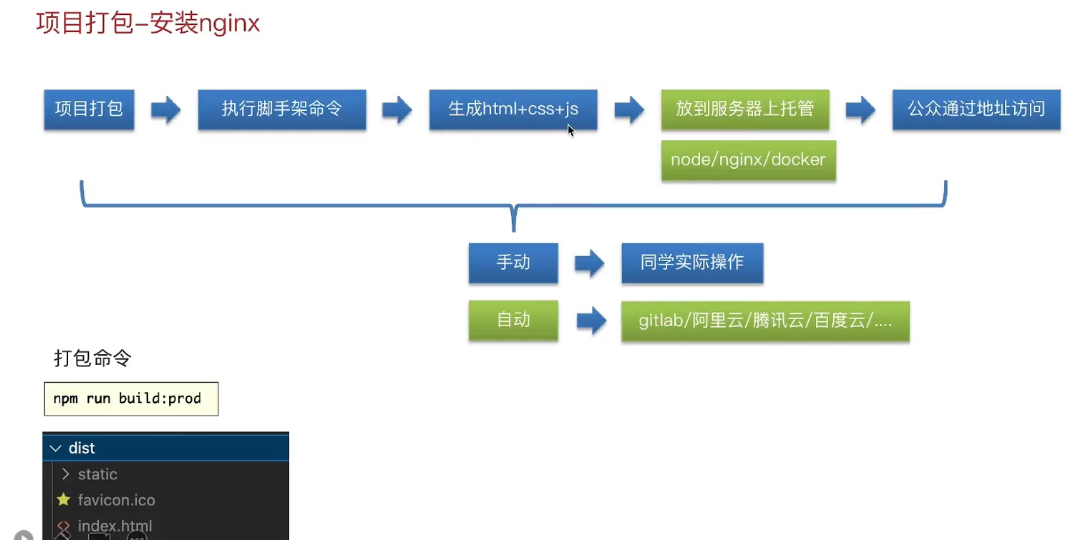 项目打包-安装nginx
项目打包
执行脚手架命令
生成html+css+js
放到服务器上托管
公众通过地址访问
node/nginx/docker
手动
同学实际操作
自动
gitlab/阿里云/腾讯云/百度云/....
打包命令
npm run build:prod
dist
static
favicon.ico
index.html